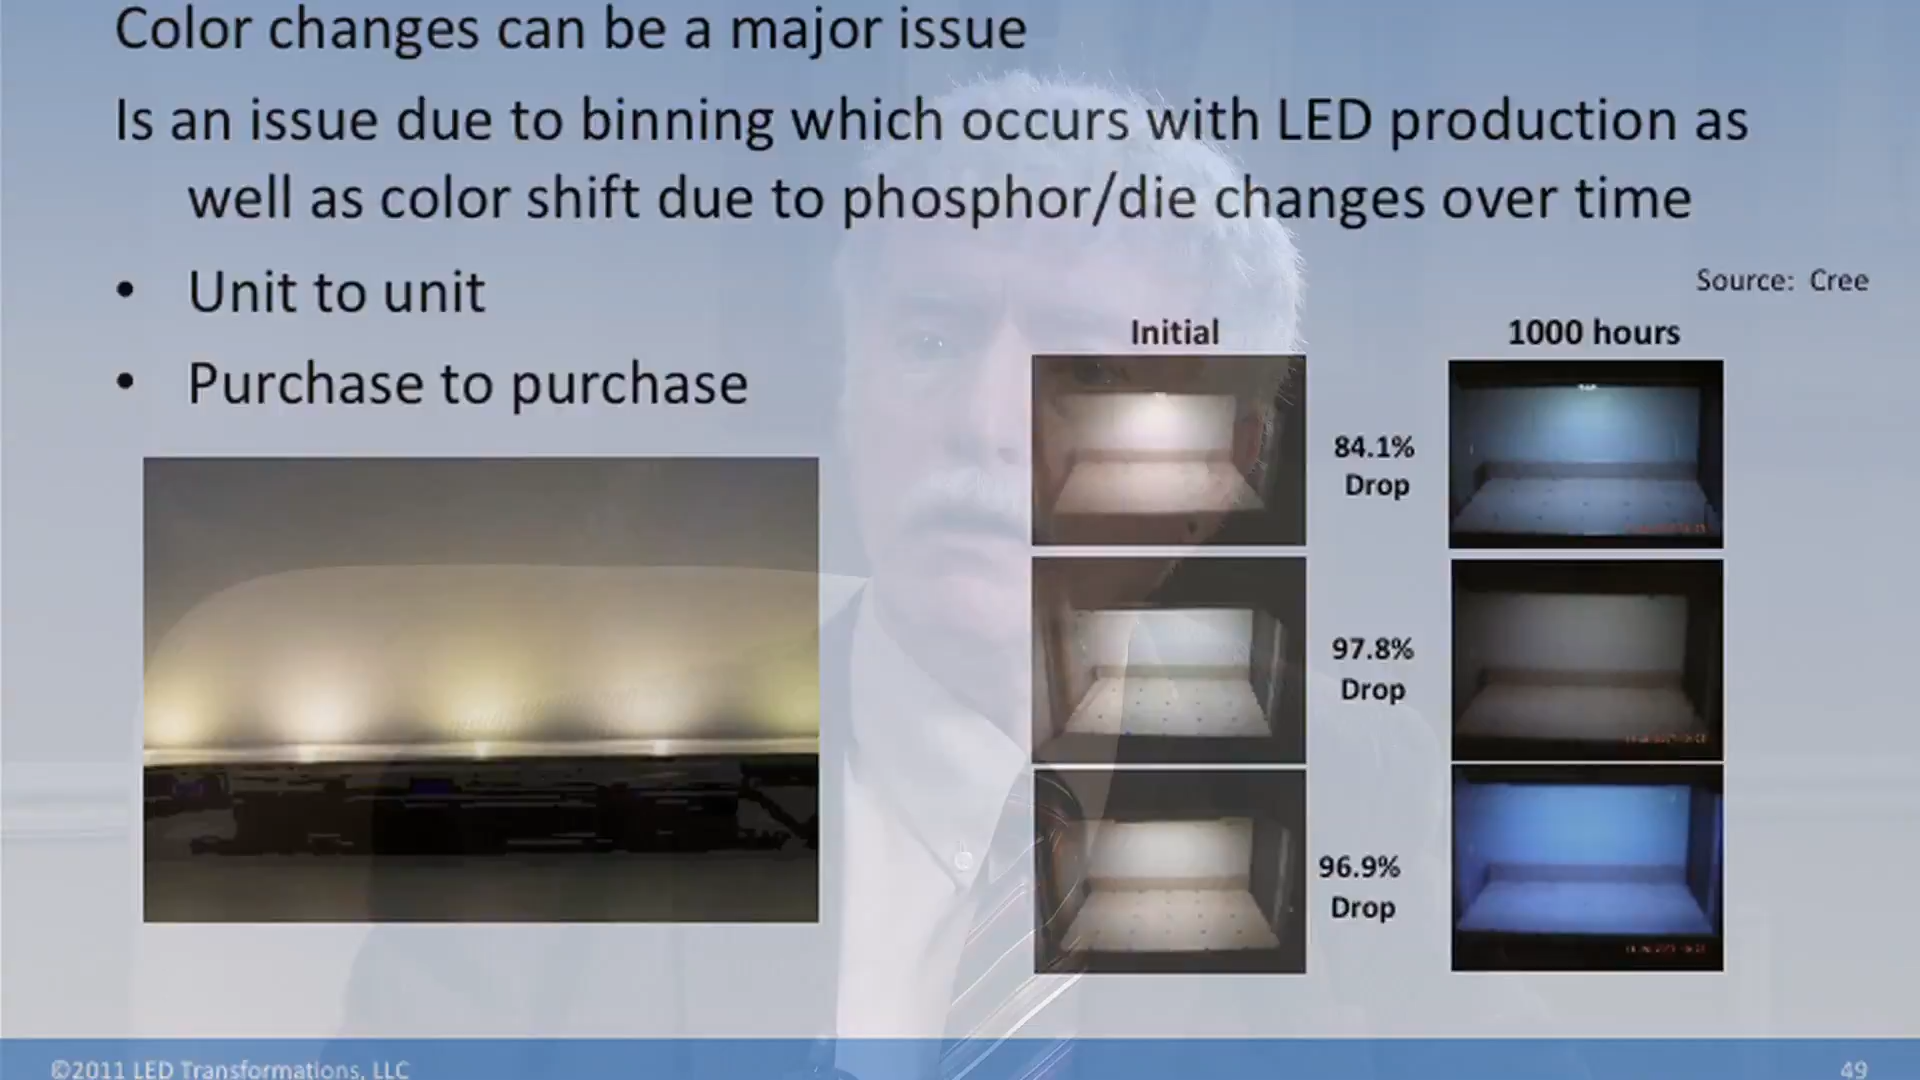 Color changes can be a major issue
Is an issue due to binning which occurs with LED production as
well as color shift due to phosphor/die changes over time
• Unit to unit
• Purchase to purchase
Source: Cree
Initial
1000 hours
84.1%
Drop
97.8%
Drop
96.9%
Drop
©2011 LED Transformations, LLC
49